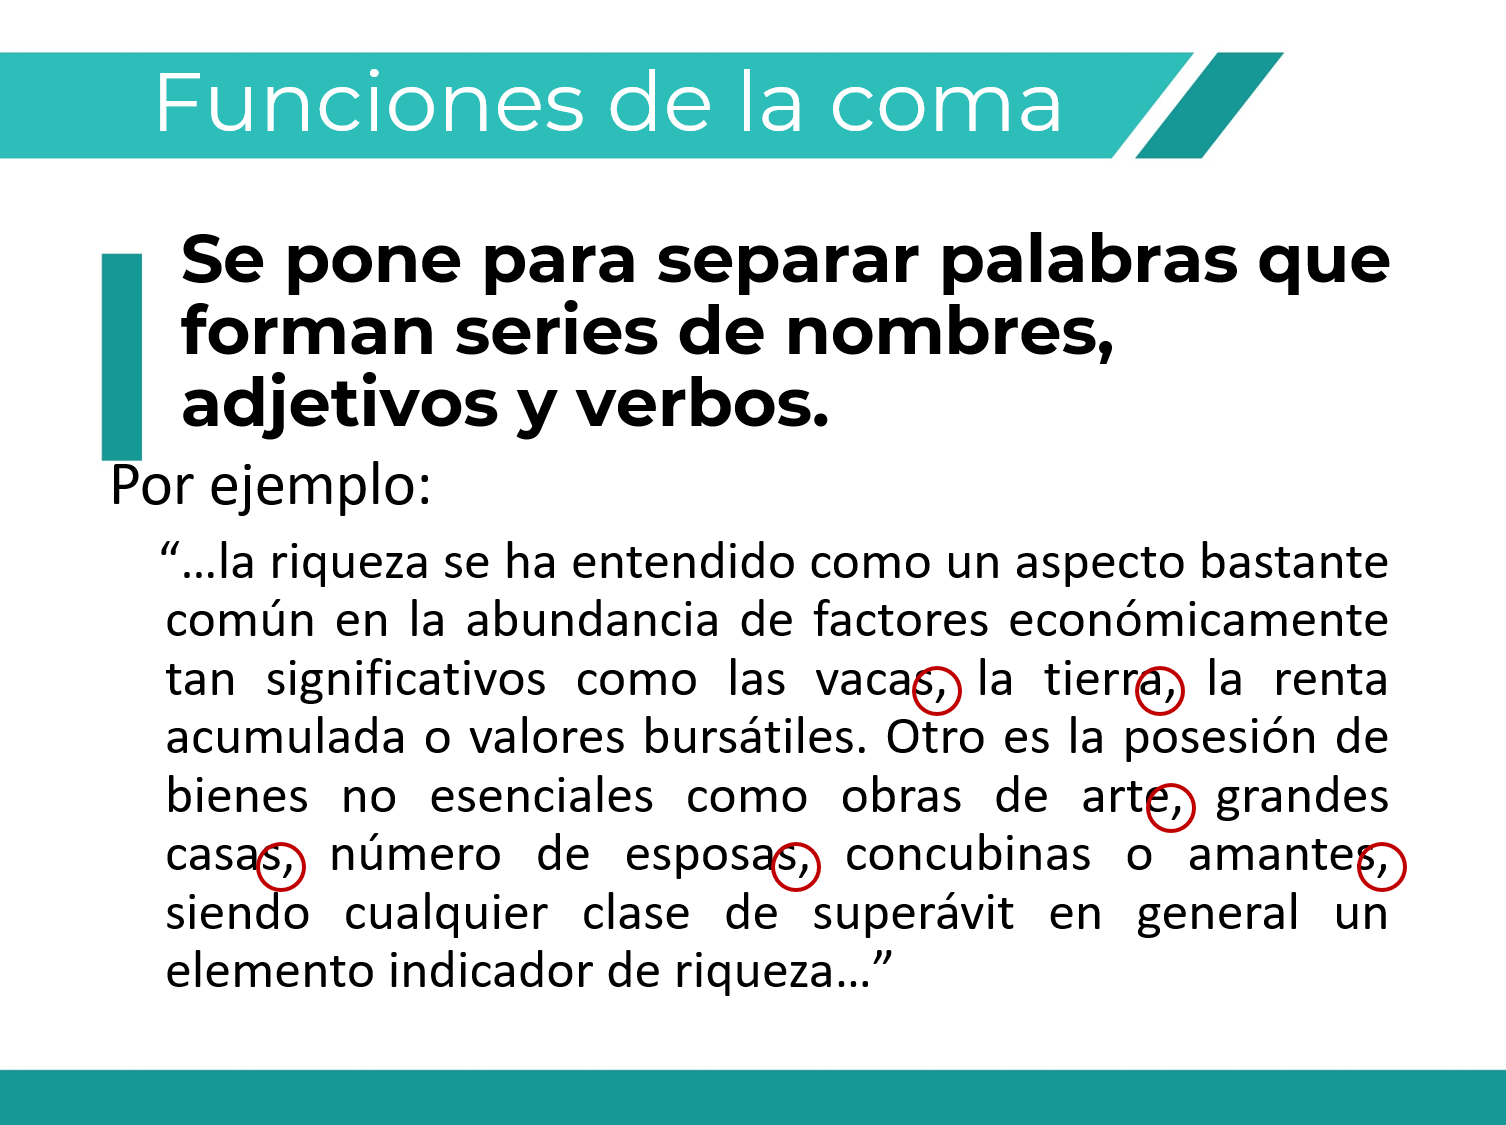 Funciones de la coma
Se pone para separar palabras que
forman series de nombres,
adjetivos y verbos.
Por ejemplo:
“…la riqueza se ha entendido como un aspecto bastante
común en la abundancia de factores económicamente
tan significativos como las vacas, la tierra, la renta
acumulada o valores bursátiles. Otro es la posesión de
bienes no esenciales como obras de arte, grandes
casas, número de esposas, concubinas o amantes,
siendo cualquier clase de superávit en general un
elemento indicador de riqueza…”